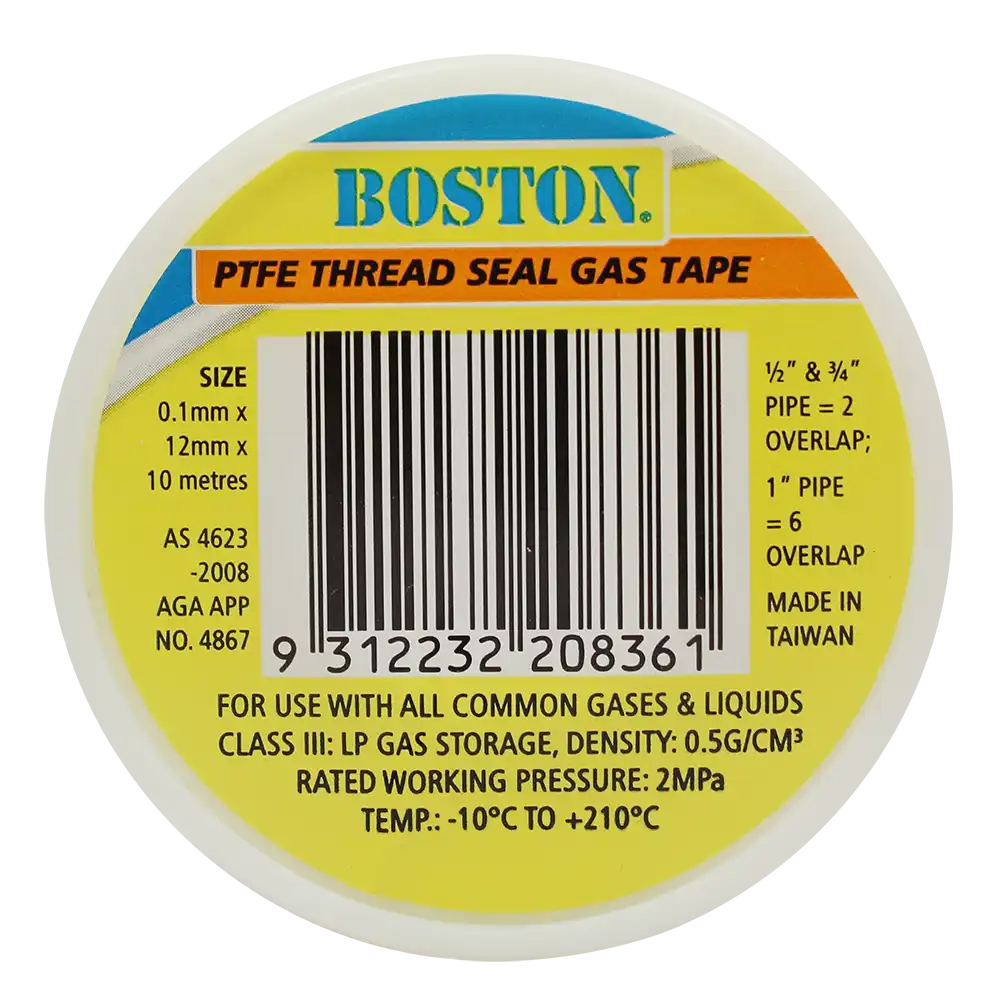 BOSTON®
PTFE THREAD SEAL GAS TAPE
SIZE
0.1mm x
12mm x
10 metres
AS 4623
-2008
AGA APP
NO. 4867
½" & ¾"
PIPE = 2
OVERLAP;
1" PIPE
= 6
OVERLAP
MADE IN
TAIWAN
9 312232 208361
FOR USE WITH ALL COMMON GASES & LIQUIDS
CLASS III: LP GAS STORAGE, DENSITY: 0.5G/CM³
RATED WORKING PRESSURE: 2MPa
TEMP.: -10ºC TO +210ºC